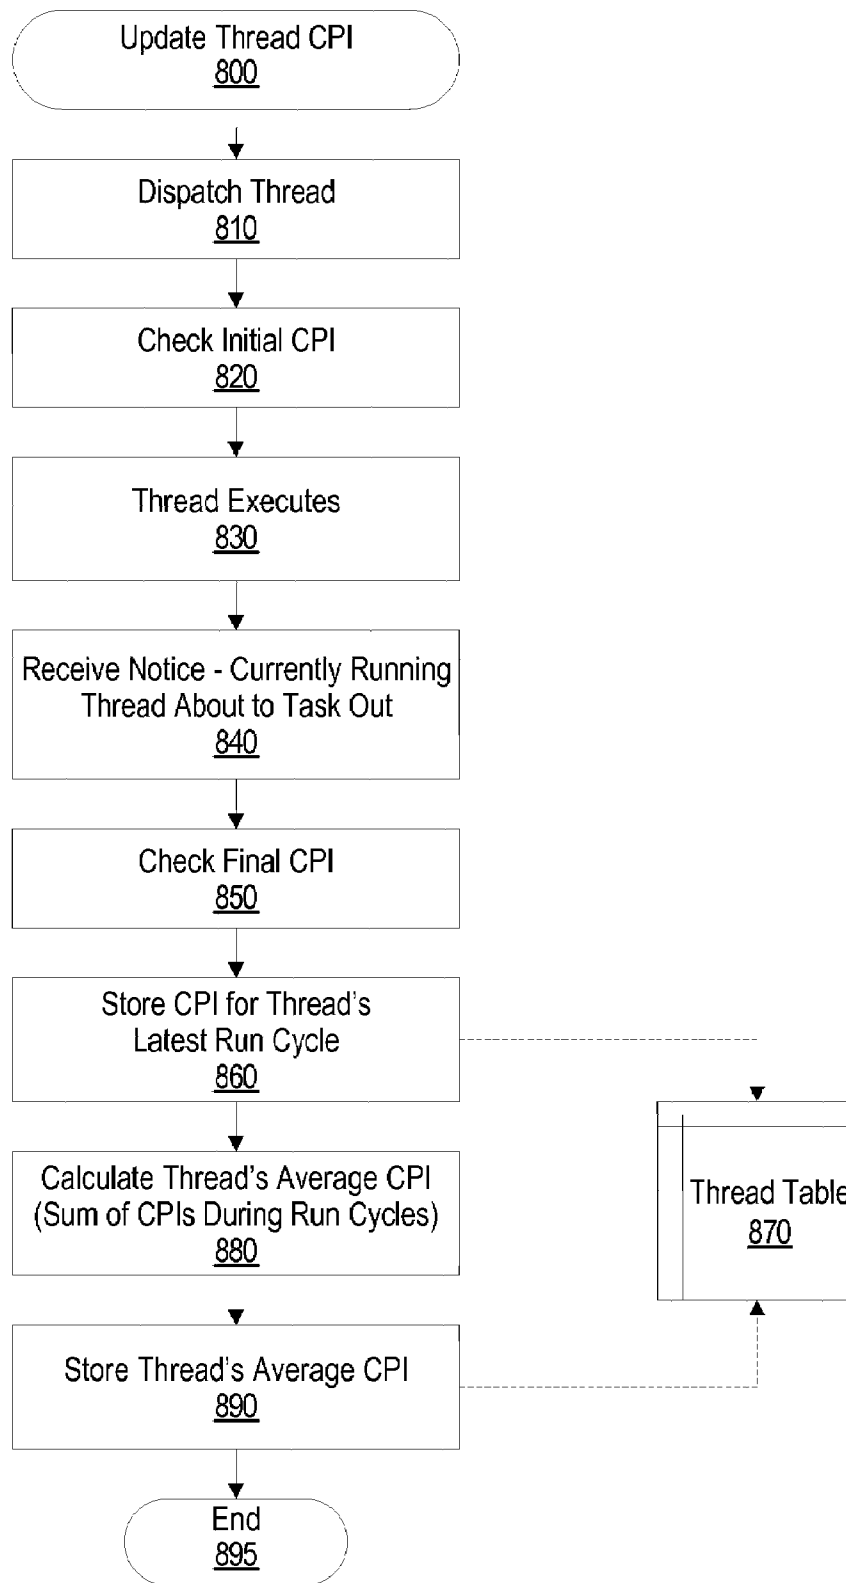 Update Thread CPI
800
Dispatch Thread
810
Check Initial CPI
820
Thread Executes
830
Receive Notice - Currently Running
Thread About to Task Out
840
Check Final CPI
850
Store CPI for Thread's
Latest Run Cycle
860
Calculate Thread's Average CPI
(Sum of CPIs During Run Cycles)
880
Thread Table
870
Store Thread's Average CPI
890
End
895